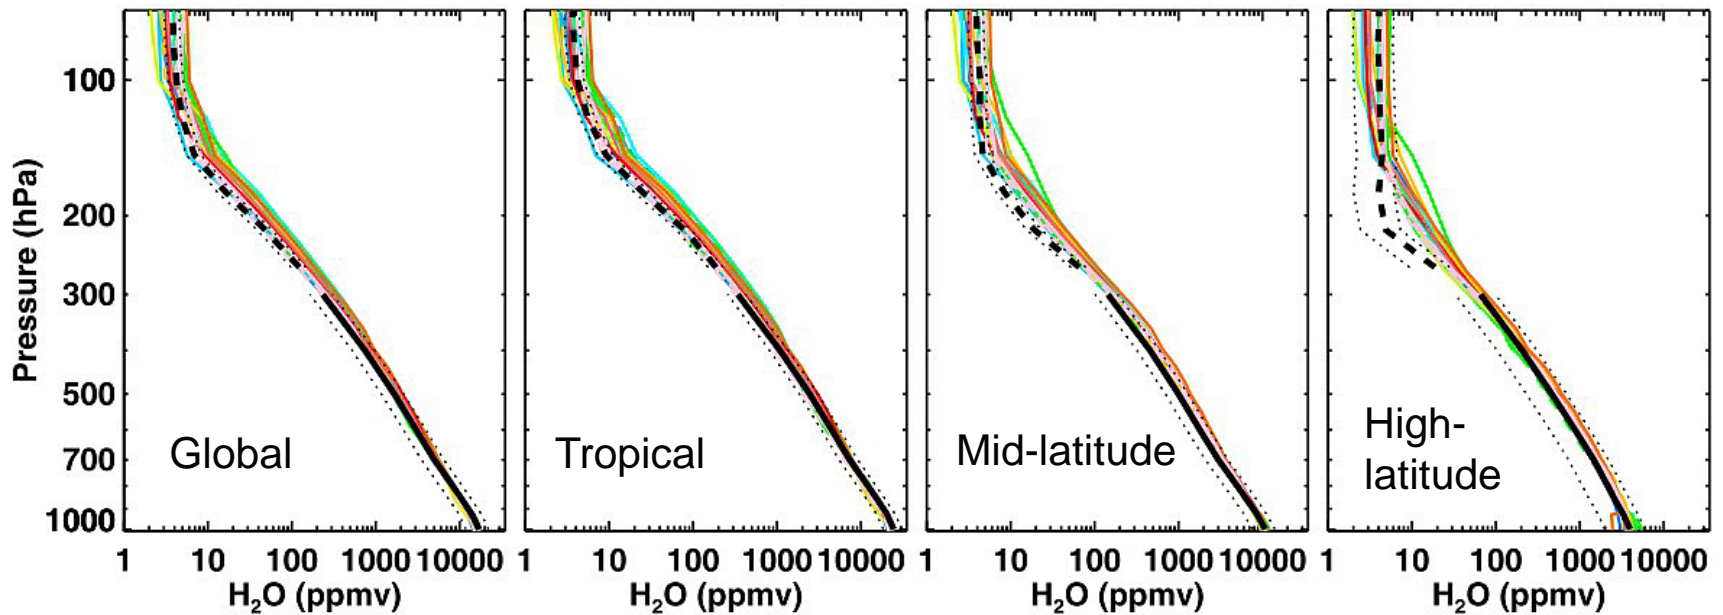 Pressure (hPa)
100
200
300
400
500
700
1000
Global
Tropical
Mid-latitude
High-
latitude
1 10 100 1000 10000
1 10 100 1000 10000
1 10 100 1000 10000
1 10 100 1000 10000
H₂O (ppmv)
H₂O (ppmv)
H₂O (ppmv)
H₂O (ppmv)